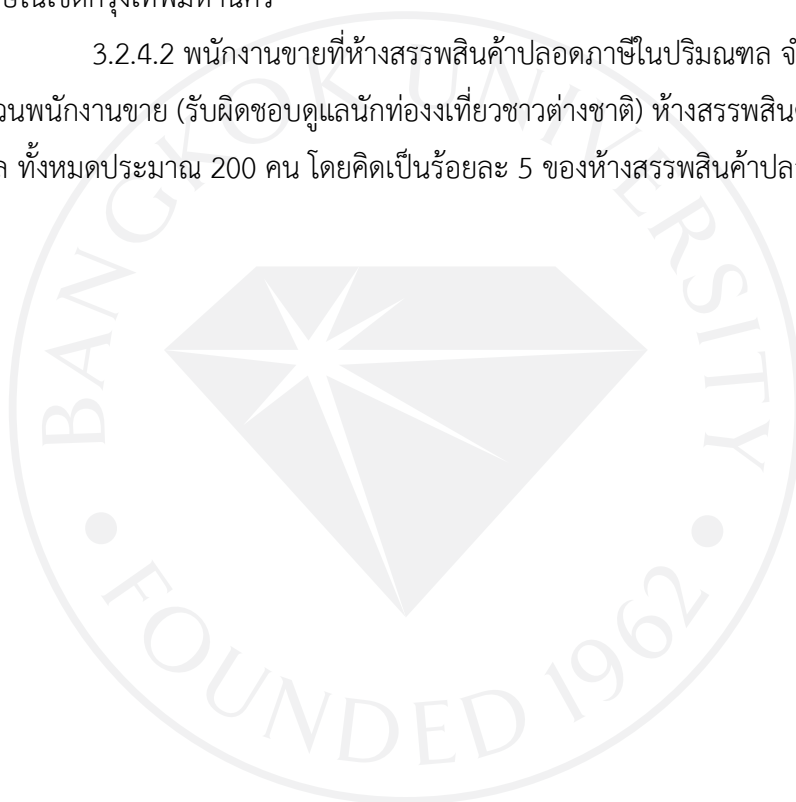 3.2.4.2 พนักงานขายที่ห้างสรรพสินค้าปลอดภาษีในปริมณฑล
พนักงานขาย (รับผิดชอบดูแลนักท่องงเที่ยวชาวต่างชาติ) ห้างสรรพสิน
ทั้งหมดประมาณ 200 คน โดยคิดเป็นร้อยละ 5 ของห้างสรรพสินค้าปล
BANGKOK UNIVERSITY
FOUNDED 1962